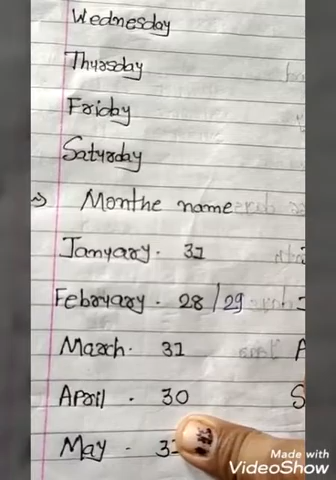 Wednesday
Thursday
Friday
Saturday
Monthe name
January - 31
February - 28/29
March - 31
April - 30
May - 31
A
S
Made with
VideoShow